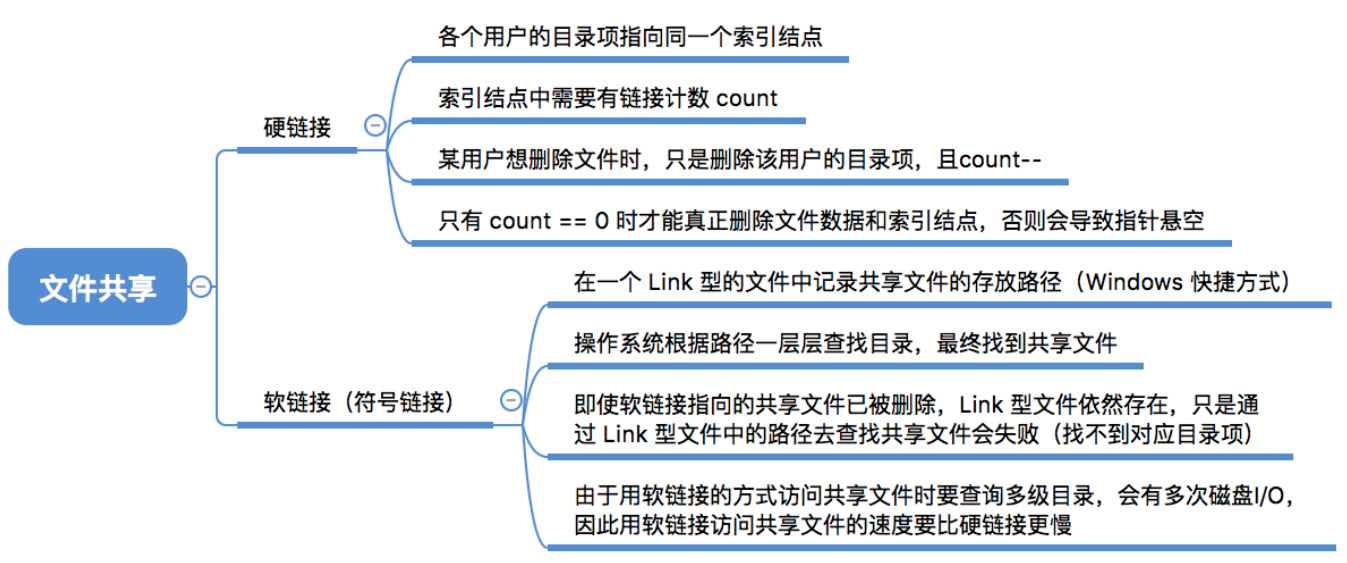 各个用户的目录项指向同一个索引结点
索引结点中需要有链接计数 count
硬链接
某用户想删除文件时，只是删除该用户的目录项，且count--
只有 count == 0 时才能真正删除文件数据和索引结点，否则会导致指针悬空
文件共享
在一个 Link 型的文件中记录共享文件的存放路径（Windows 快捷方式）
操作系统根据路径一层层查找目录，最终找到共享文件
软链接（符号链接）
即使软链接指向的共享文件已被删除，Link 型文件依然存在，只是通
过 Link 型文件中的路径去查找共享文件会失败（找不到对应目录项）
由于用软链接的方式访问共享文件时要查询多级目录，会有多次磁盘I/O，
因此用软链接访问共享文件的速度要比硬链接更慢